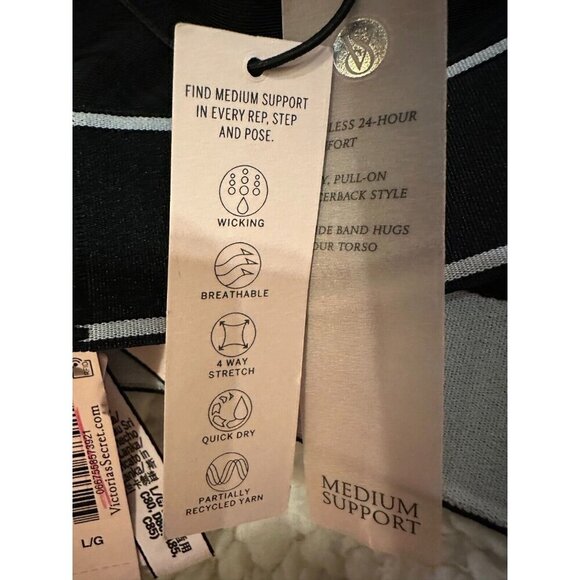 FIND MEDIUM SUPPORT
IN EVERY REP, STEP
AND POSE.
WICKING
BREATHABLE
4 WAY
STRETCH
QUICK DRY
PARTIALLY
RECYCLED YARN
LESS 24-HOUR
FORT
PULL-ON
ERBACK STYLE
DE BAND HUGS
OUR TORSO
MEDIUM
SUPPORT
VictoriasSecret.com
L/G